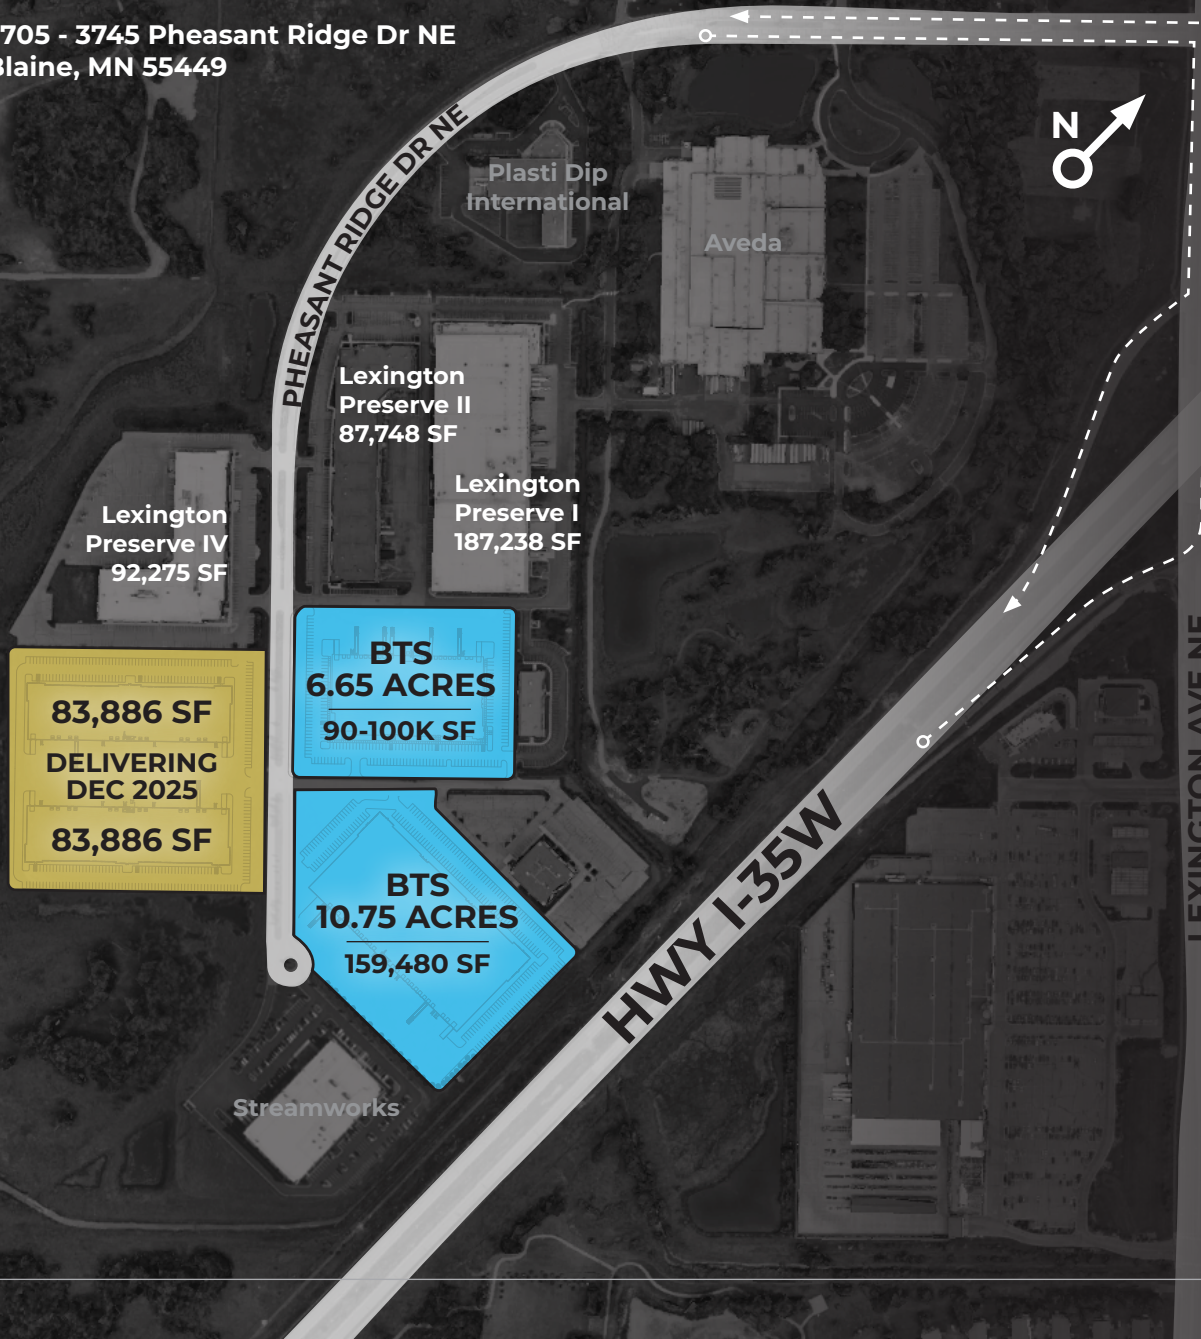 705 - 3745 Pheasant Ridge Dr NE
Blaine, MN 55449
N
PHEASANT RIDGE DR NE
Plasti Dip
International
Aveda
Lexington
Preserve II
87,748 SF
Lexington
Preserve I
187,238 SF
Lexington
Preserve IV
92,275 SF
BTS
6.65 ACRES
90-100K SF
83,886 SF
DELIVERING
DEC 2025
83,886 SF
BTS
10.75 ACRES
159,480 SF
HWY I-35W
LEXINGTON AVE NE
Streamworks